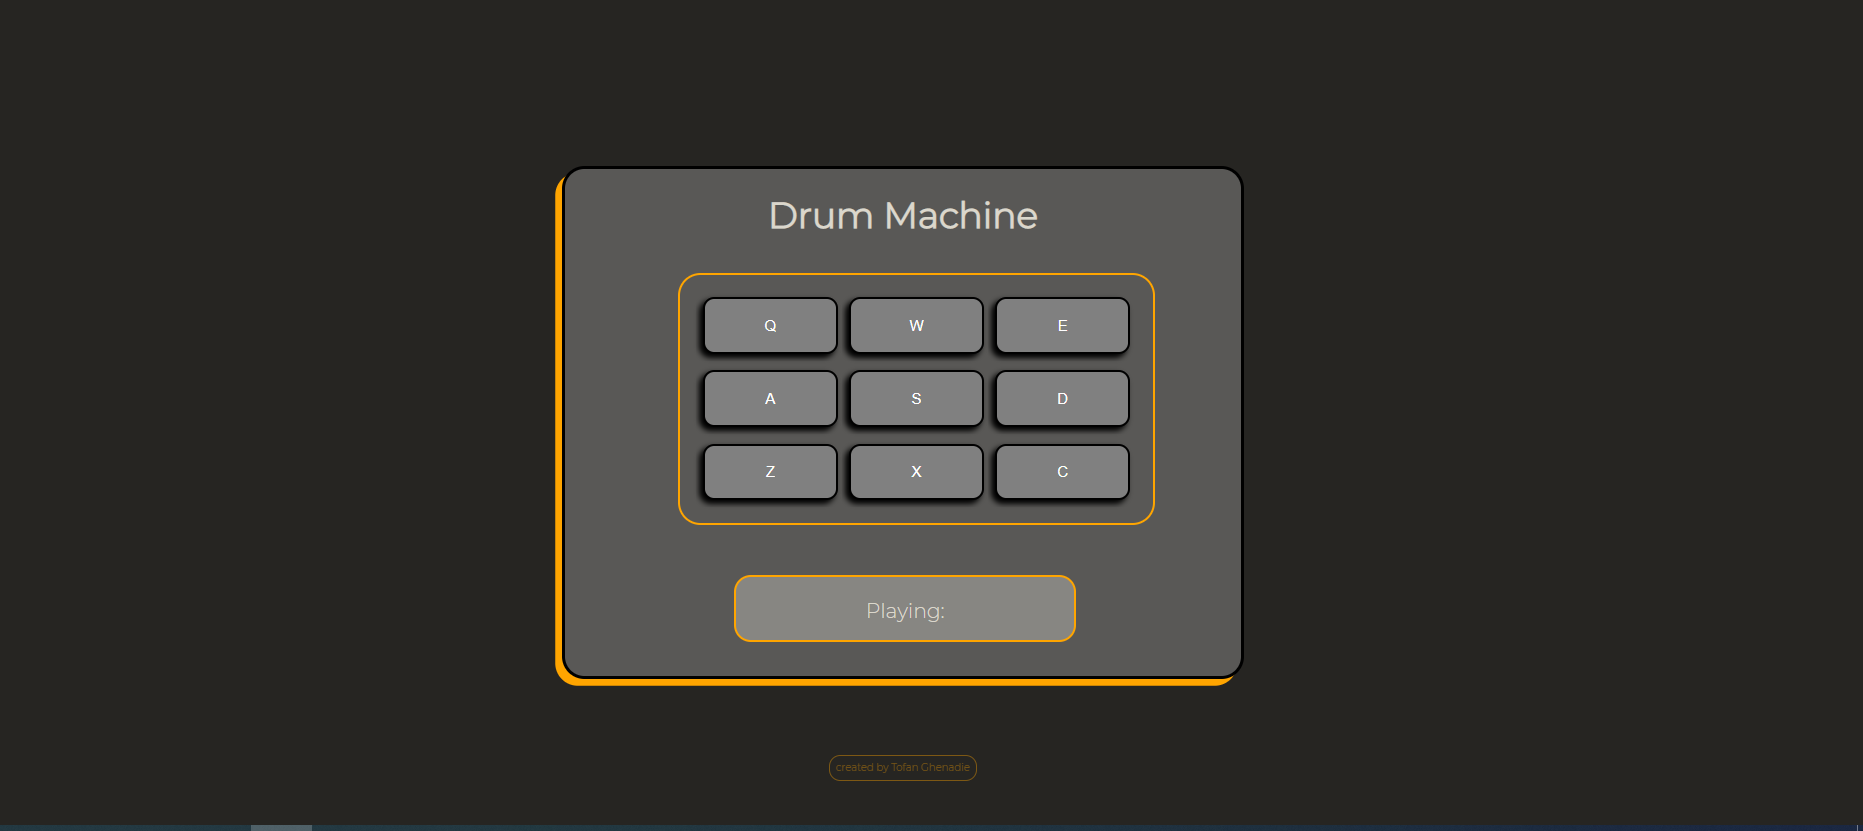 Drum Machine
Q W E
A S D
Z X C
Playing:
created by Tofan Ghenadie